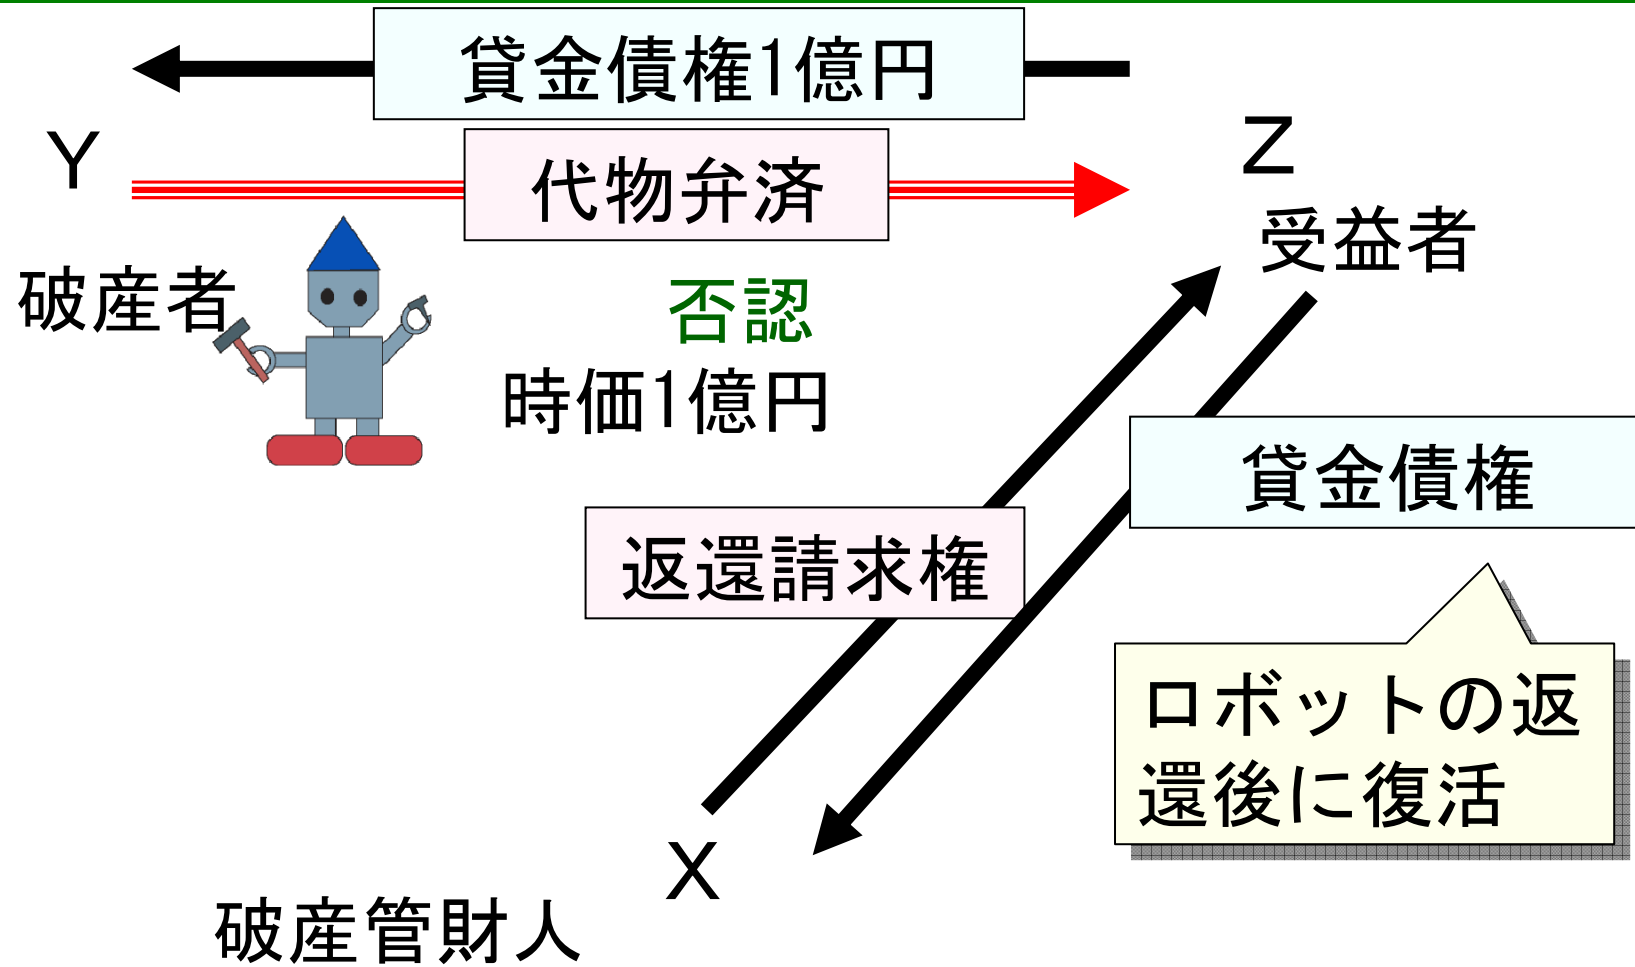 貸金債権1億円
Y
代物弁済
Z
受益者
破産者
否認
時価1億円
貸金債権
返還請求権
ロボットの返
還後に復活
X
破産管財人